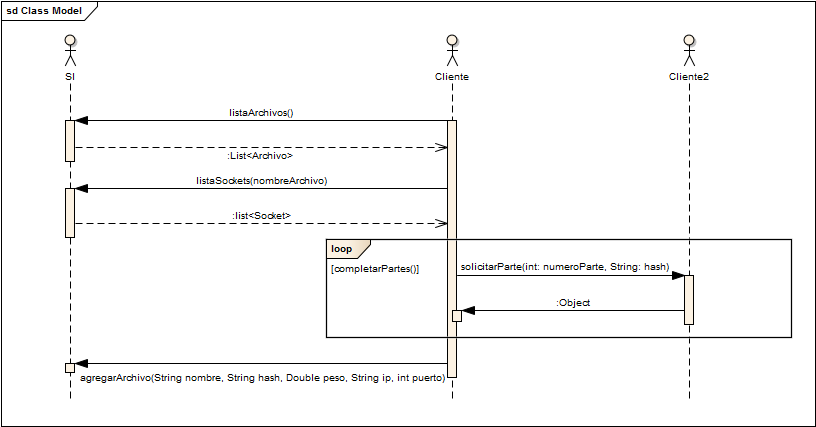 sd Class Model
SI
Cliente
Cliente2
listaArchivos()
:List<Archivo>
listaSockets(nombreArchivo)
:list<Socket>
loop
[completarPartes()]
solicitarParte(int: numeroParte, String: hash)
:Object
agregarArchivo(String nombre, String hash, Double peso, String ip, int puerto)